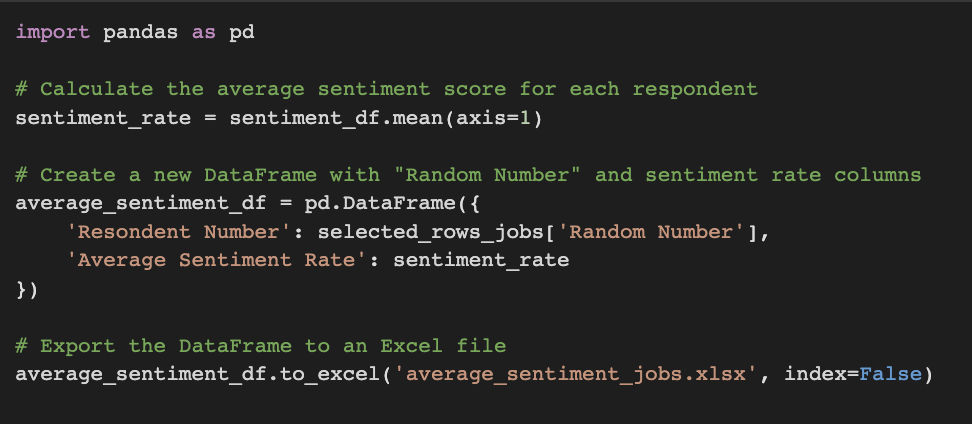 import pandas as pd
# Calculate the average sentiment score for each respondent
sentiment_rate = sentiment_df.mean(axis=1)
# Create a new DataFrame with "Random Number" and sentiment rate columns
average_sentiment_df = pd.DataFrame({
    'Resondent Number': selected_rows_jobs['Random Number'],
    'Average Sentiment Rate': sentiment_rate
})
# Export the DataFrame to an Excel file
average_sentiment_df.to_excel('average_sentiment_jobs.xlsx', index=False)